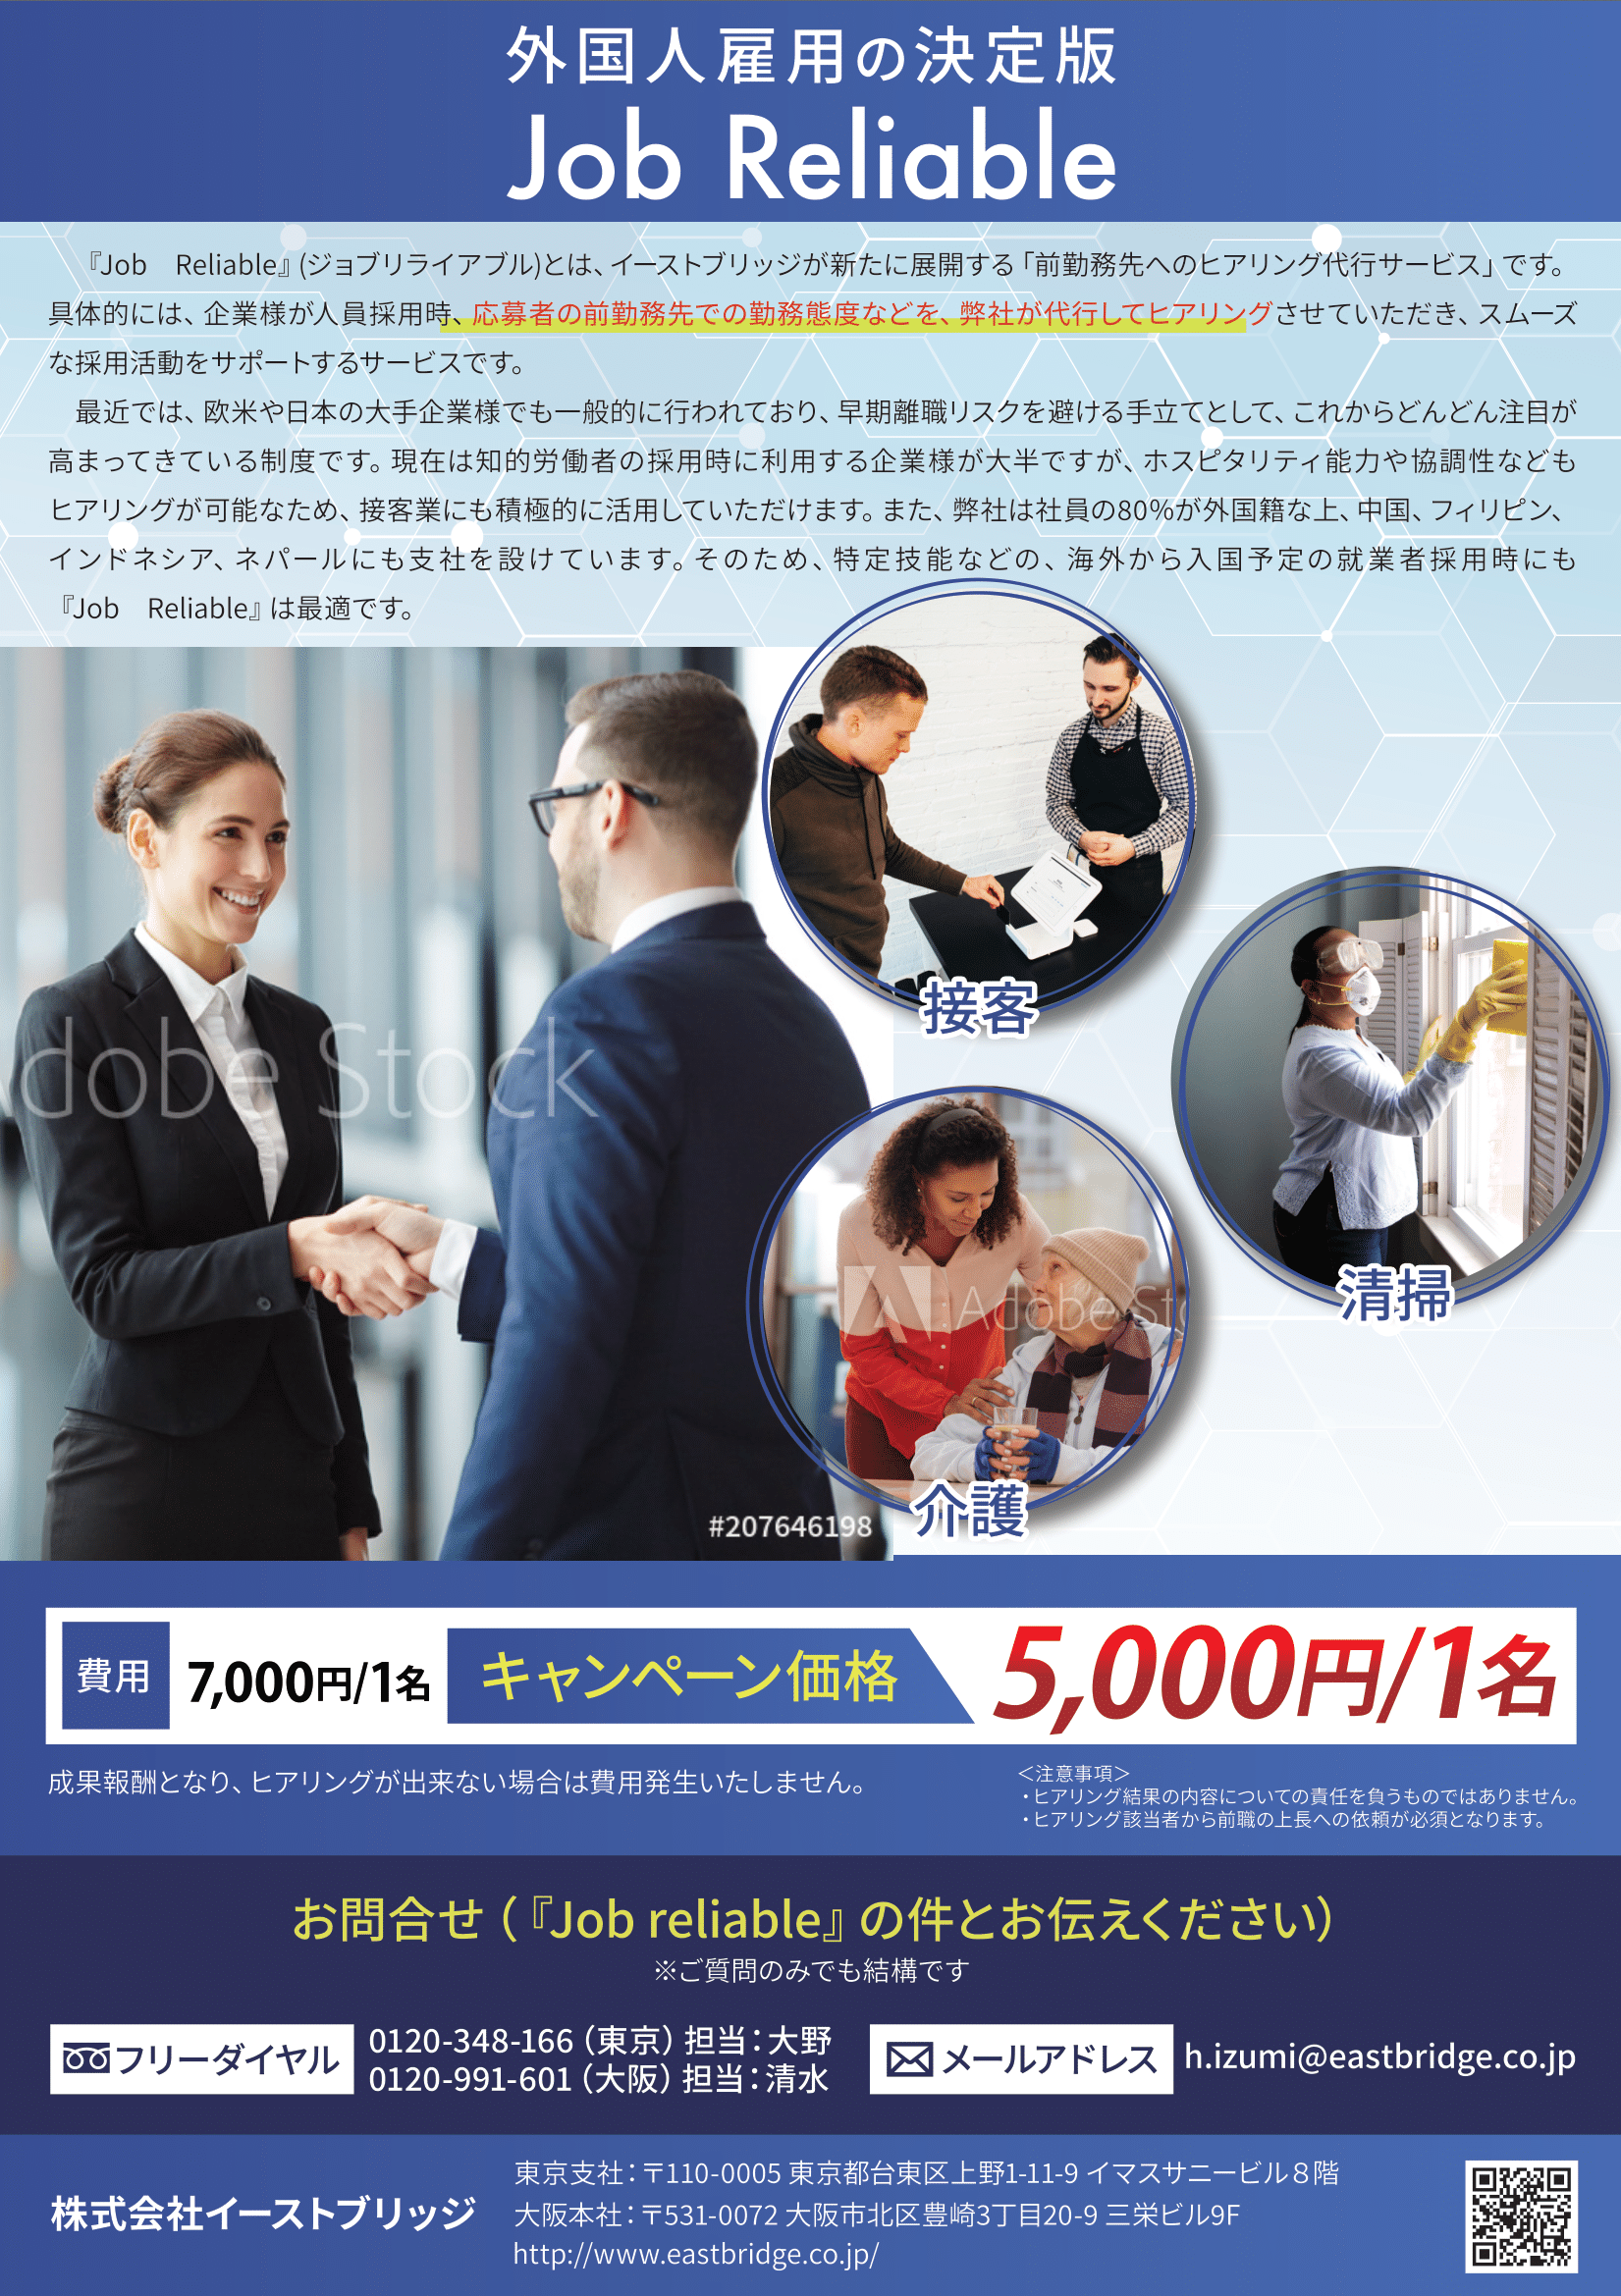 外国人雇用の決定版
Job Reliable
『Job　Reliable』(ジョブリライアブル)とは、イーストブリッジが新たに展開する「前勤務先へのヒアリング代行サービス」です。
具体的には、企業様が人員採用時、応募者の前勤務先での勤務態度などを、弊社が代行してヒアリングさせていただき、スムーズ
な採用活動をサポートするサービスです。
最近では、欧米や日本の大手企業様でも一般的に行われており、早期離職リスクを避ける手立てとして、これからどんどん注目が
高まってきている制度です。現在は知的労働者の採用時に利用する企業様が大半ですが、ホスピタリティ能力や協調性なども
ヒアリングが可能なため、接客業にも積極的に活用していただけます。また、弊社は社員の80%が外国籍な上、中国、フィリピン、
インドネシア、ネパールにも支社を設けています。そのため、特定技能などの、海外から入国予定の就業者採用時にも
『Job　Reliable』は最適です。
接客
清掃
dobe Stock
Adobe Sto
介護
#207646198
費用
7,000円/1名
キャンペーン価格
5,000円/1名
成果報酬となり、ヒアリングが出来ない場合は費用発生いたしません。
＜注意事項＞
・ヒアリング結果の内容についての責任を負うものではありません。
・ヒアリング該当者から前職の上長への依頼が必須となります。
お問合せ（『Job reliable』の件とお伝えください）
※ご質問のみでも結構です
フリーダイヤル
0120-348-166（東京）担当：大野
0120-991-601（大阪）担当：清水
メールアドレス
h.izumi@eastbridge.co.jp
株式会社イーストブリッジ
東京支社：〒110-0005 東京都台東区上野1-11-9 イマスサニービル８階
大阪本社：〒531-0072 大阪市北区豊崎3丁目20-9 三栄ビル9F
http://www.eastbridge.co.jp/